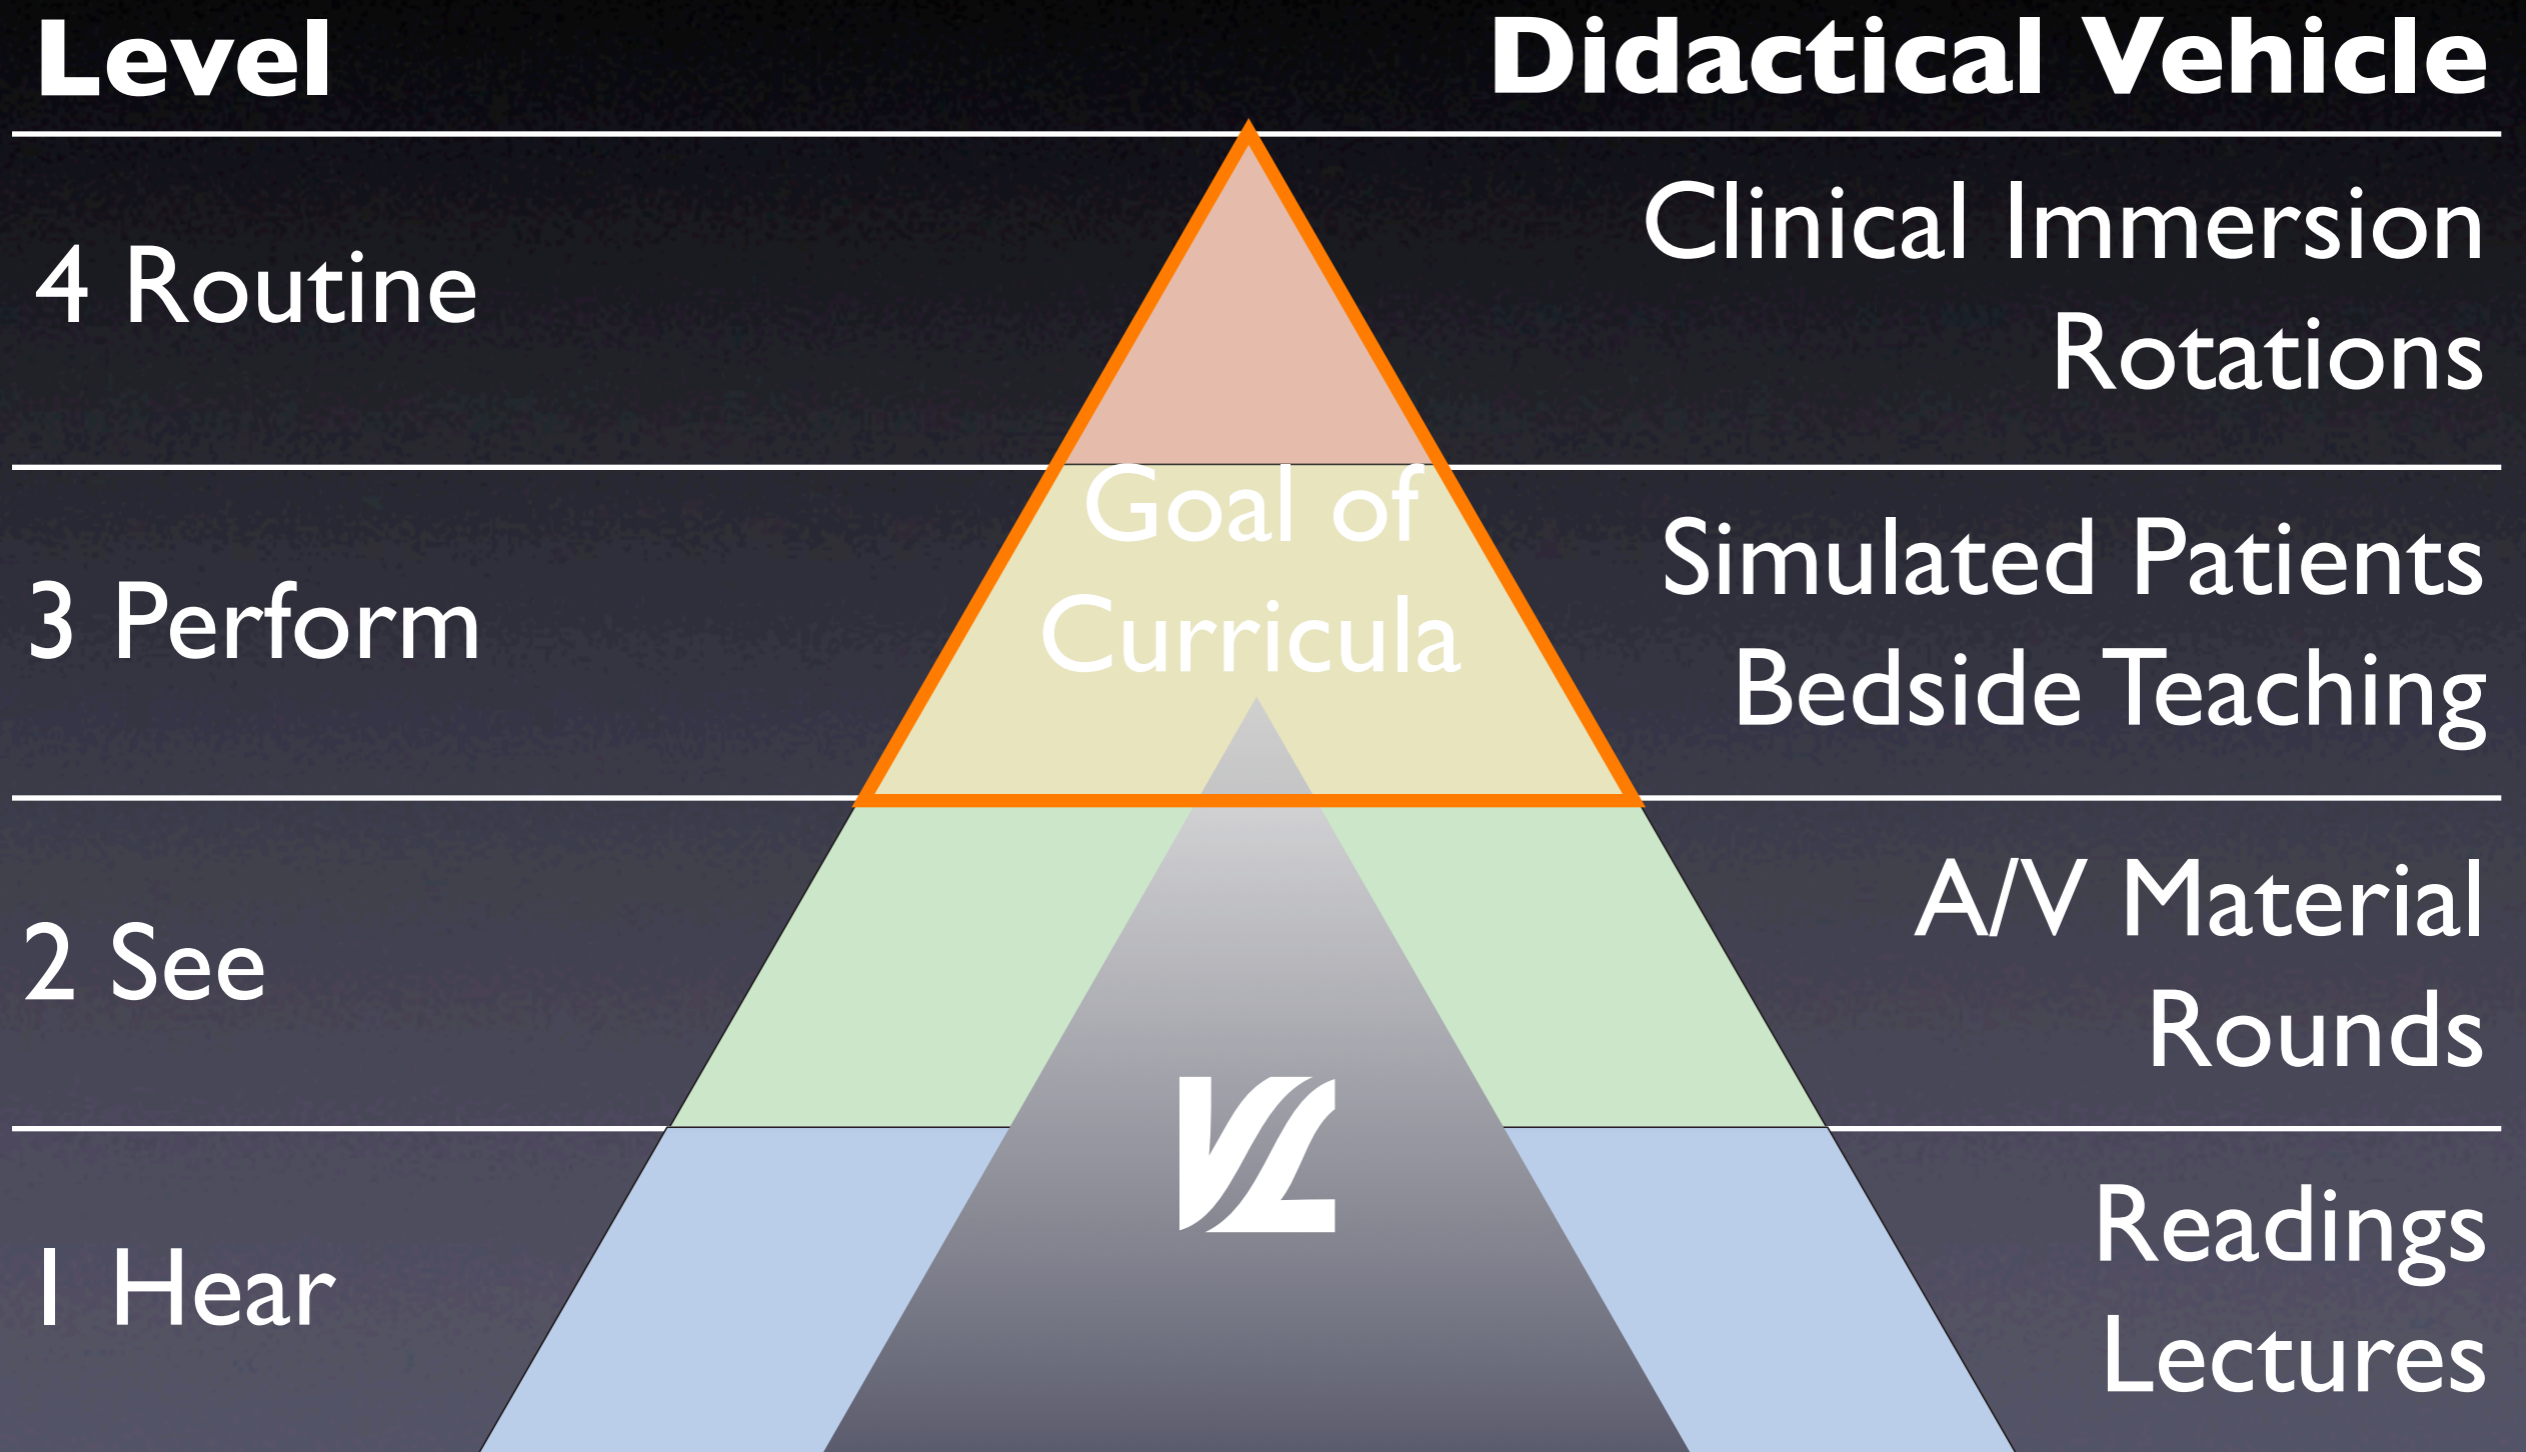 Level
Didactical Vehicle
4 Routine
Clinical Immersion
Rotations
Goal of
Curricula
3 Perform
Simulated Patients
Bedside Teaching
2 See
A/V Material
Rounds
VL
1 Hear
Readings
Lectures